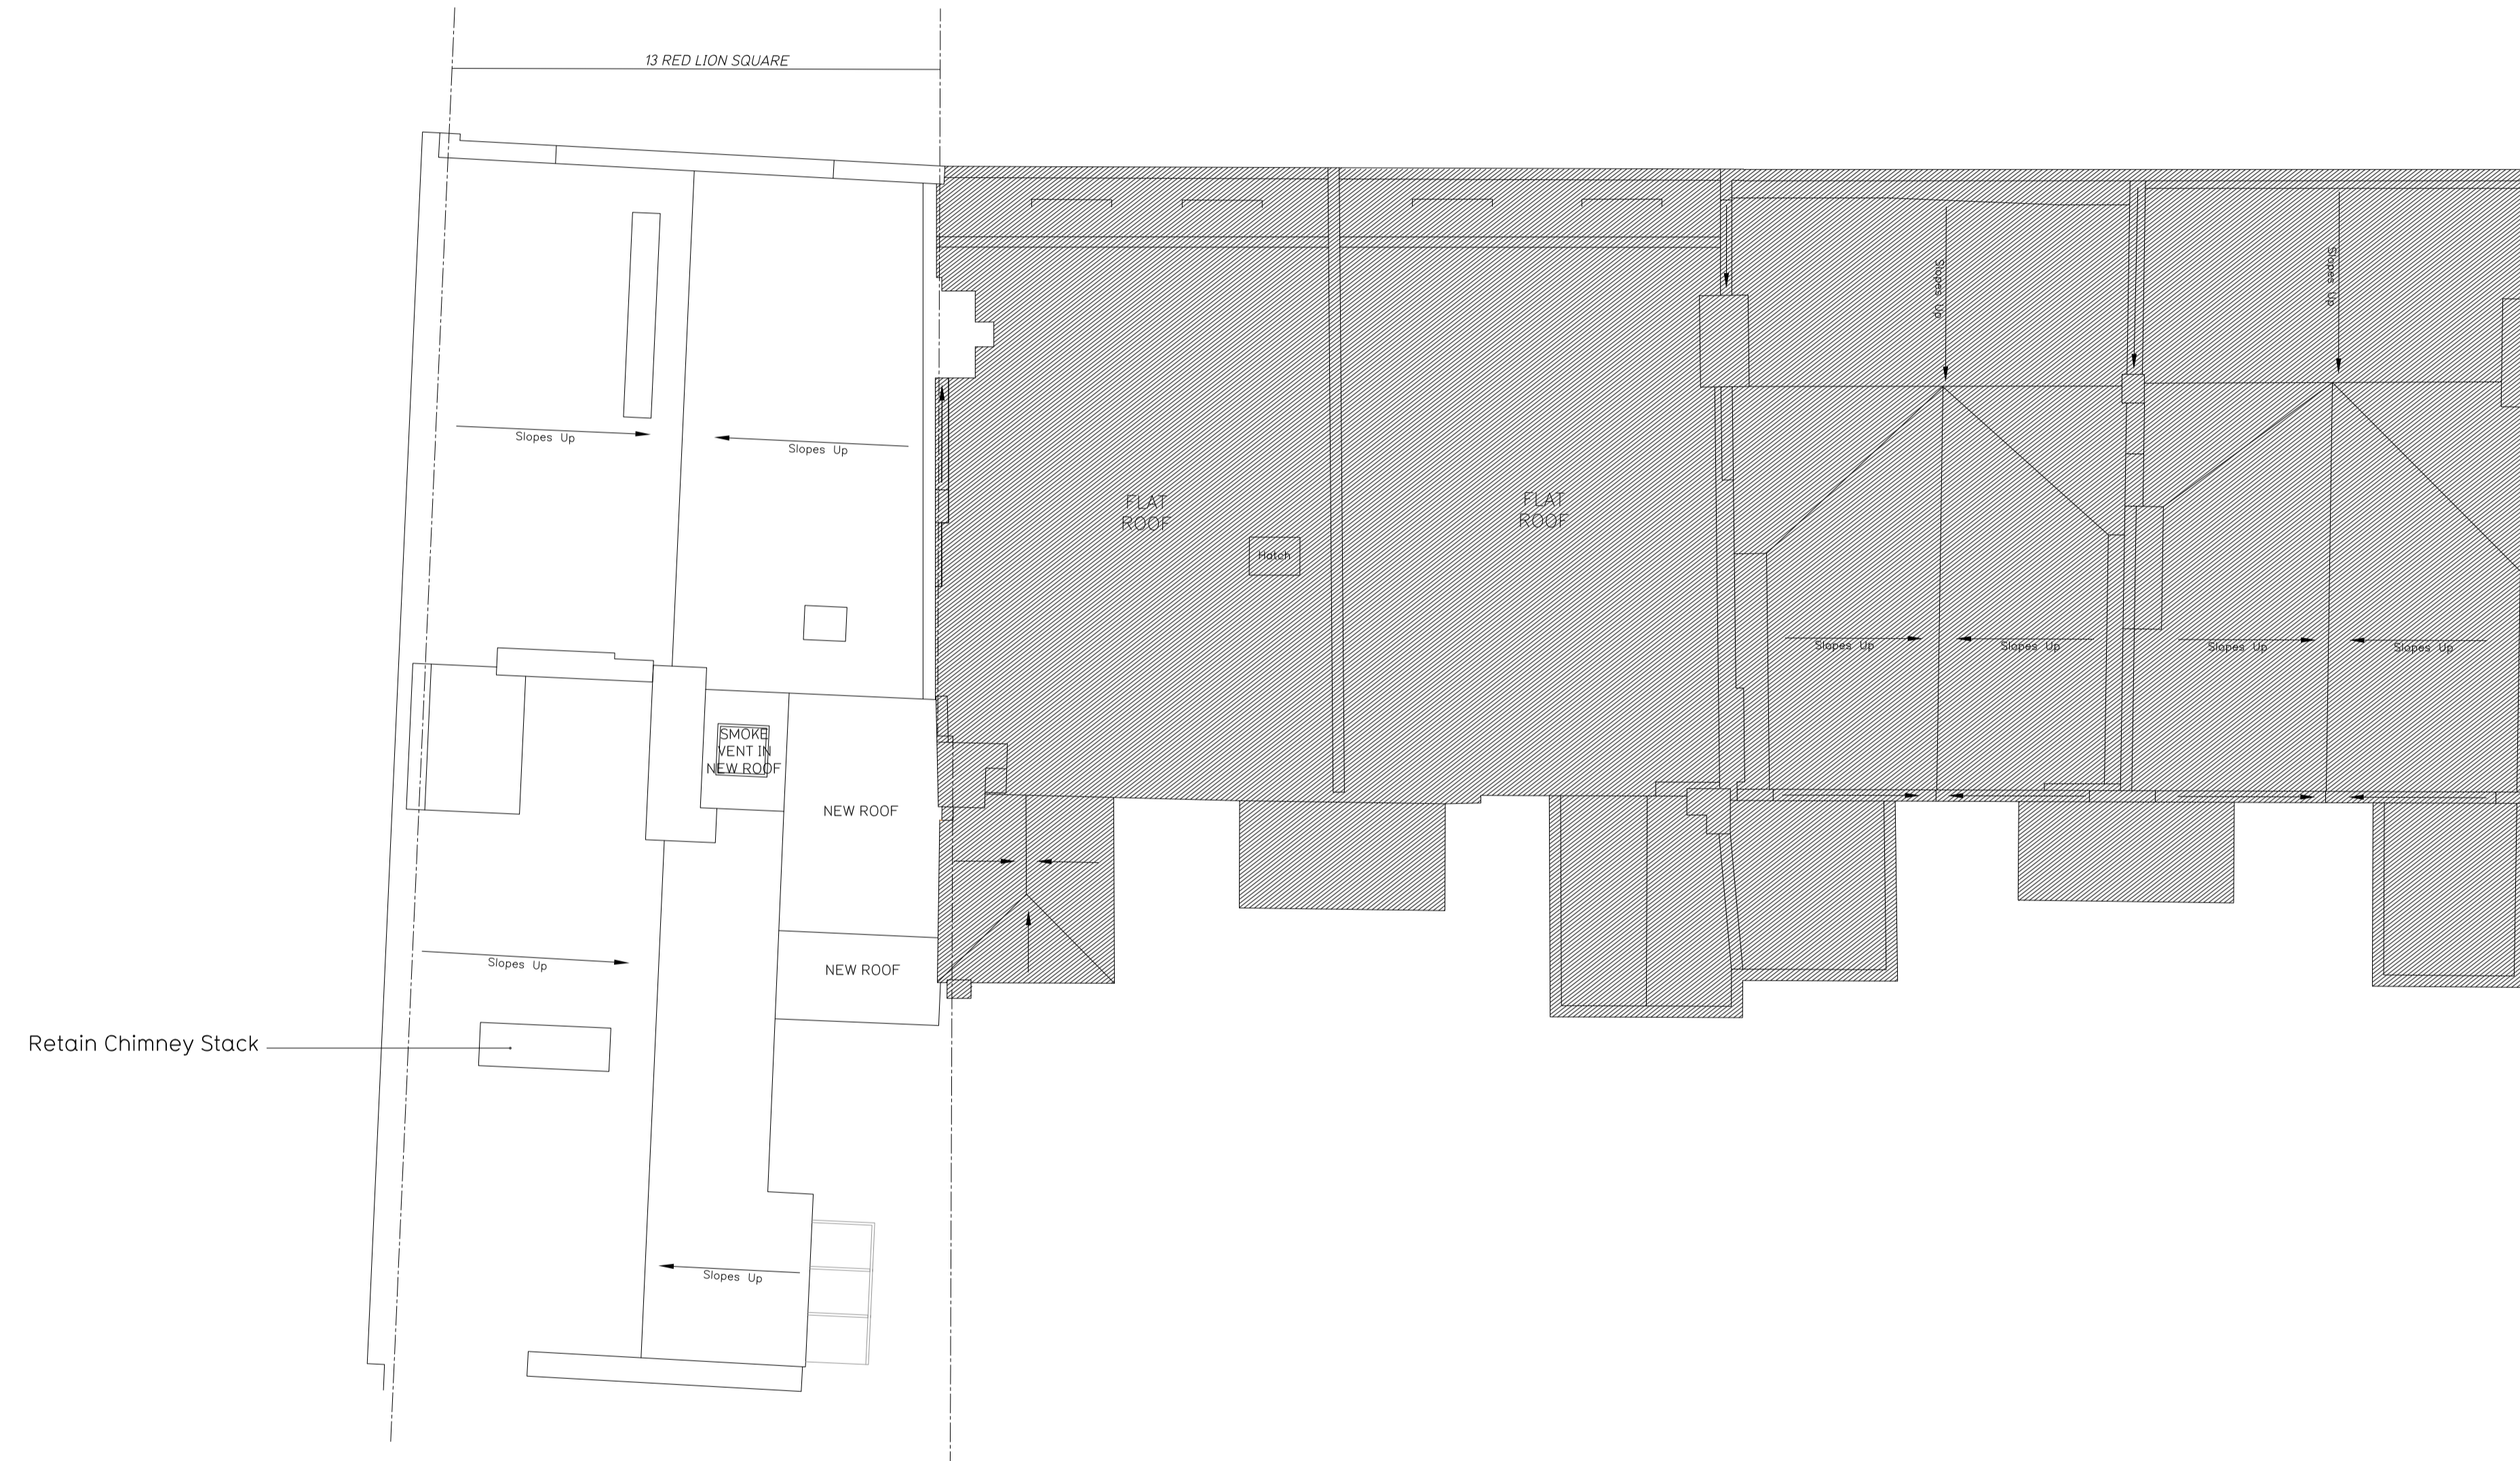 13 RED LION SQUARE
Slopes Up
Slopes Up
Slopes Up
Slopes Up
FLAT
ROOF
FLAT
ROOF
Hatch
Slopes Up
Slopes Up
Slopes Up
Slopes Up
SMOKE
VENT IN
NEW ROOF
NEW ROOF
Slopes Up
NEW ROOF
Retain Chimney Stack
Slopes Up